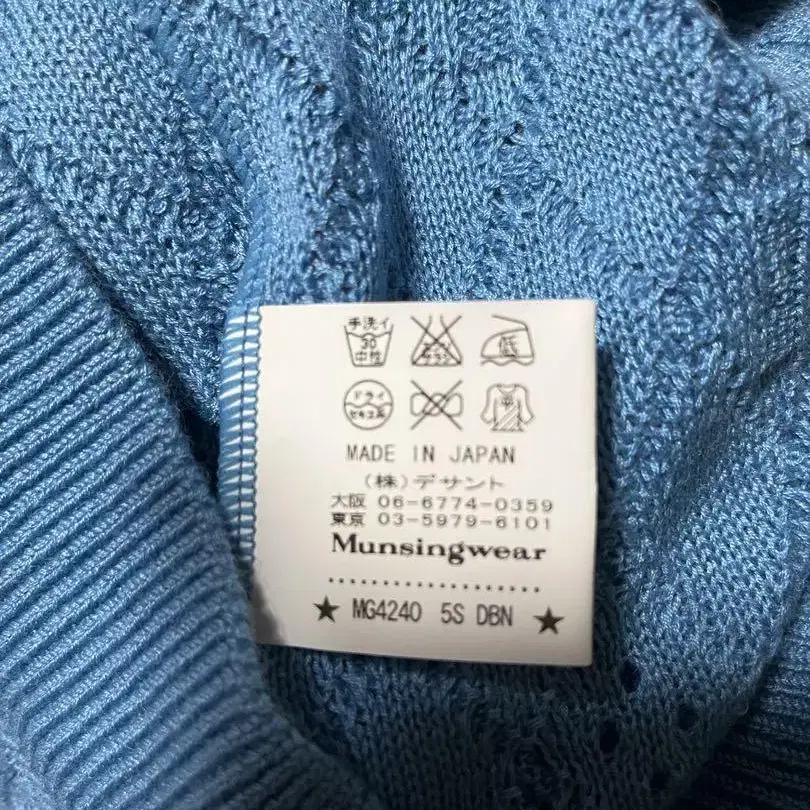 手洗イ
30
中性
低
ドライ
セキユ系
平
MADE IN JAPAN
(株)デサント
大阪 06-6774-0359
東京 03-5979-6101
Munsingwear
★ MG4240 5S DBN ★